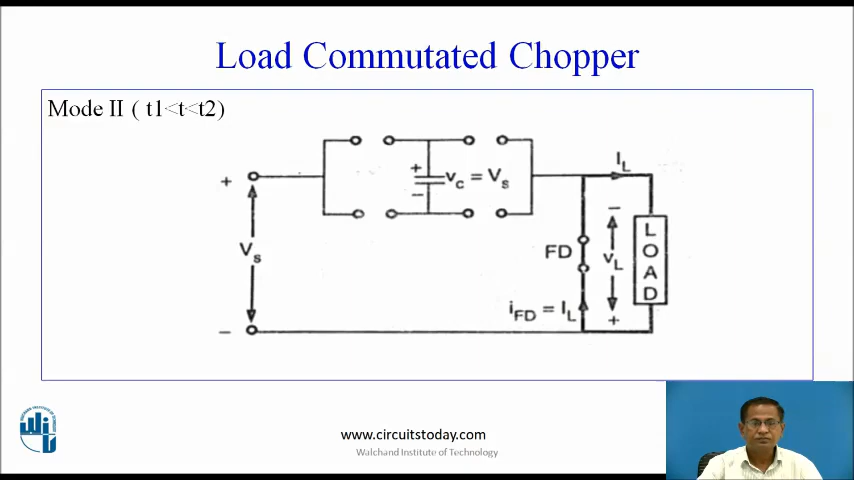 Load Commutated Chopper
Mode II ( t1<t<t2)
+
−
Vs
+
−
vc = Vs
IL
FD
iFD = IL
−
vL
+
LOAD
www.circuitstoday.com
Walchand Institute of Technology